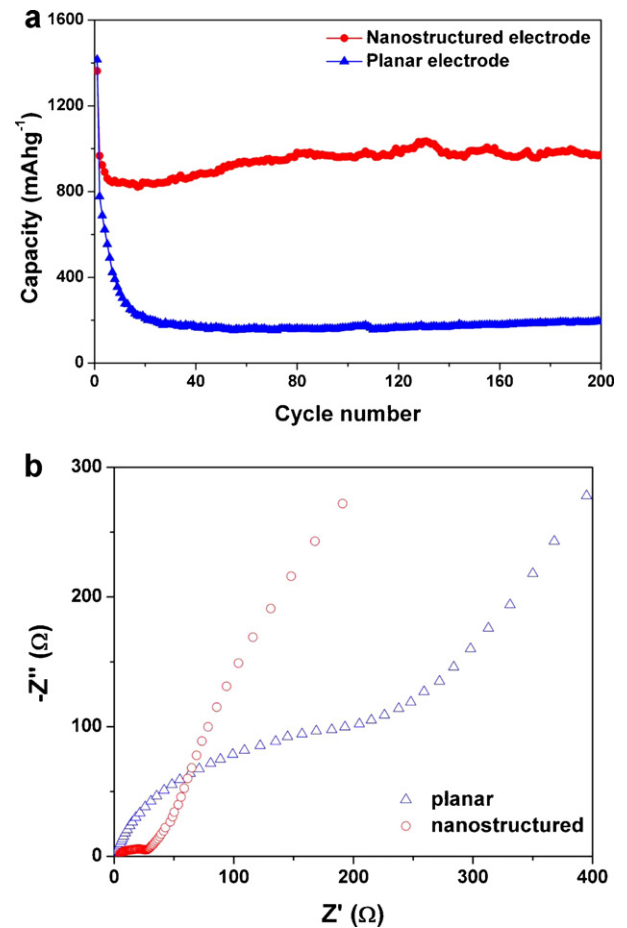 a
1600
Nanostructured electrode
Planar electrode
1200
800
400
0
Capacity (mAhg⁻¹)
0 40 80 120 160 200
Cycle number
b
300
200
100
0
-Z'' (Ω)
planar
nanostructured
0 100 200 300 400
Z' (Ω)